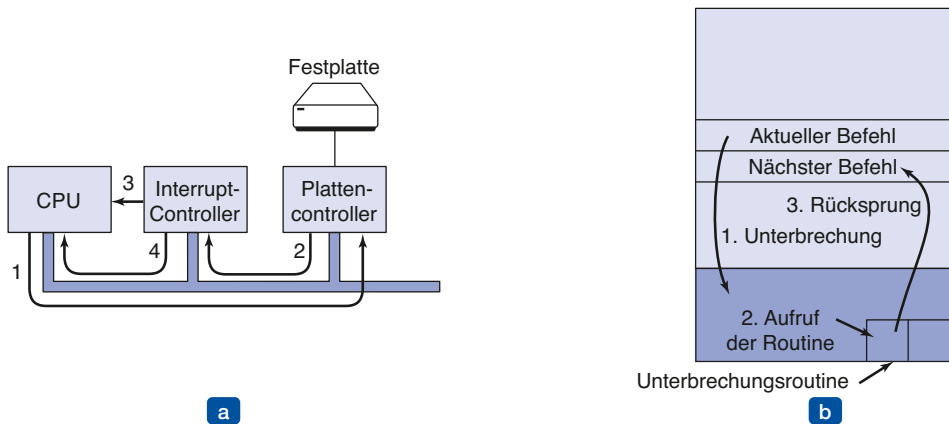 Festplatte
CPU
3
Interrupt-
Controller
Platten-
controller
1
4
2
a
Aktueller Befehl
Nächster Befehl
3. Rücksprung
1. Unterbrechung
2. Aufruf
der Routine
Unterbrechungsroutine
b